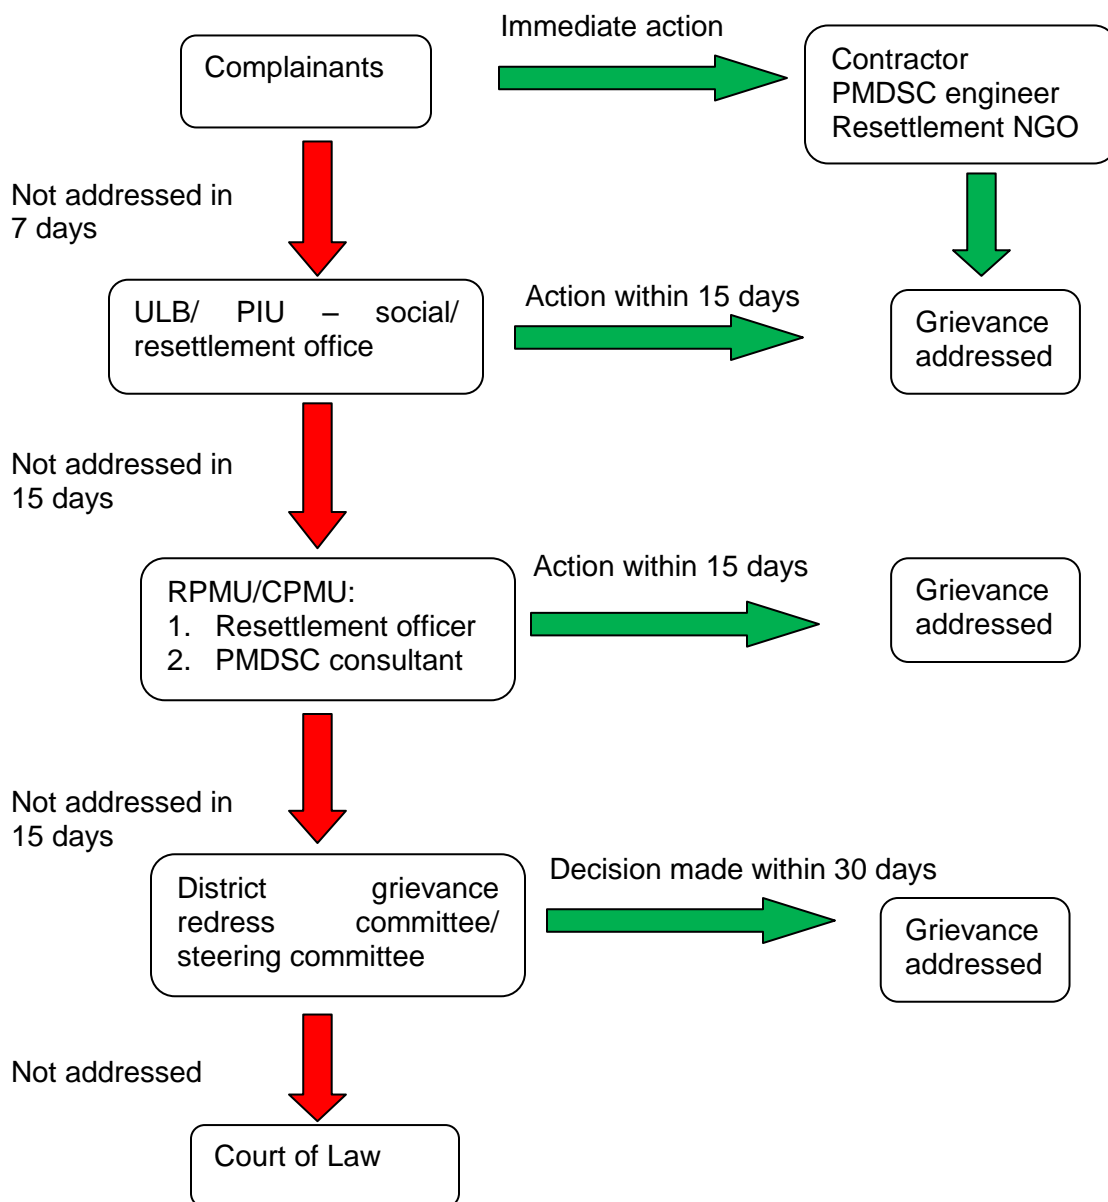 Immediate action
Complainants
Contractor
PMDSC engineer
Resettlement NGO
Not addressed in
7 days
ULB/ PIU – social/
resettlement office
Action within 15 days
Grievance
addressed
Not addressed in
15 days
RPMU/CPMU:
1. Resettlement officer
2. PMDSC consultant
Action within 15 days
Grievance
addressed
Not addressed in
15 days
District grievance
redress committee/
steering committee
Decision made within 30 days
Grievance
addressed
Not addressed
Court of Law